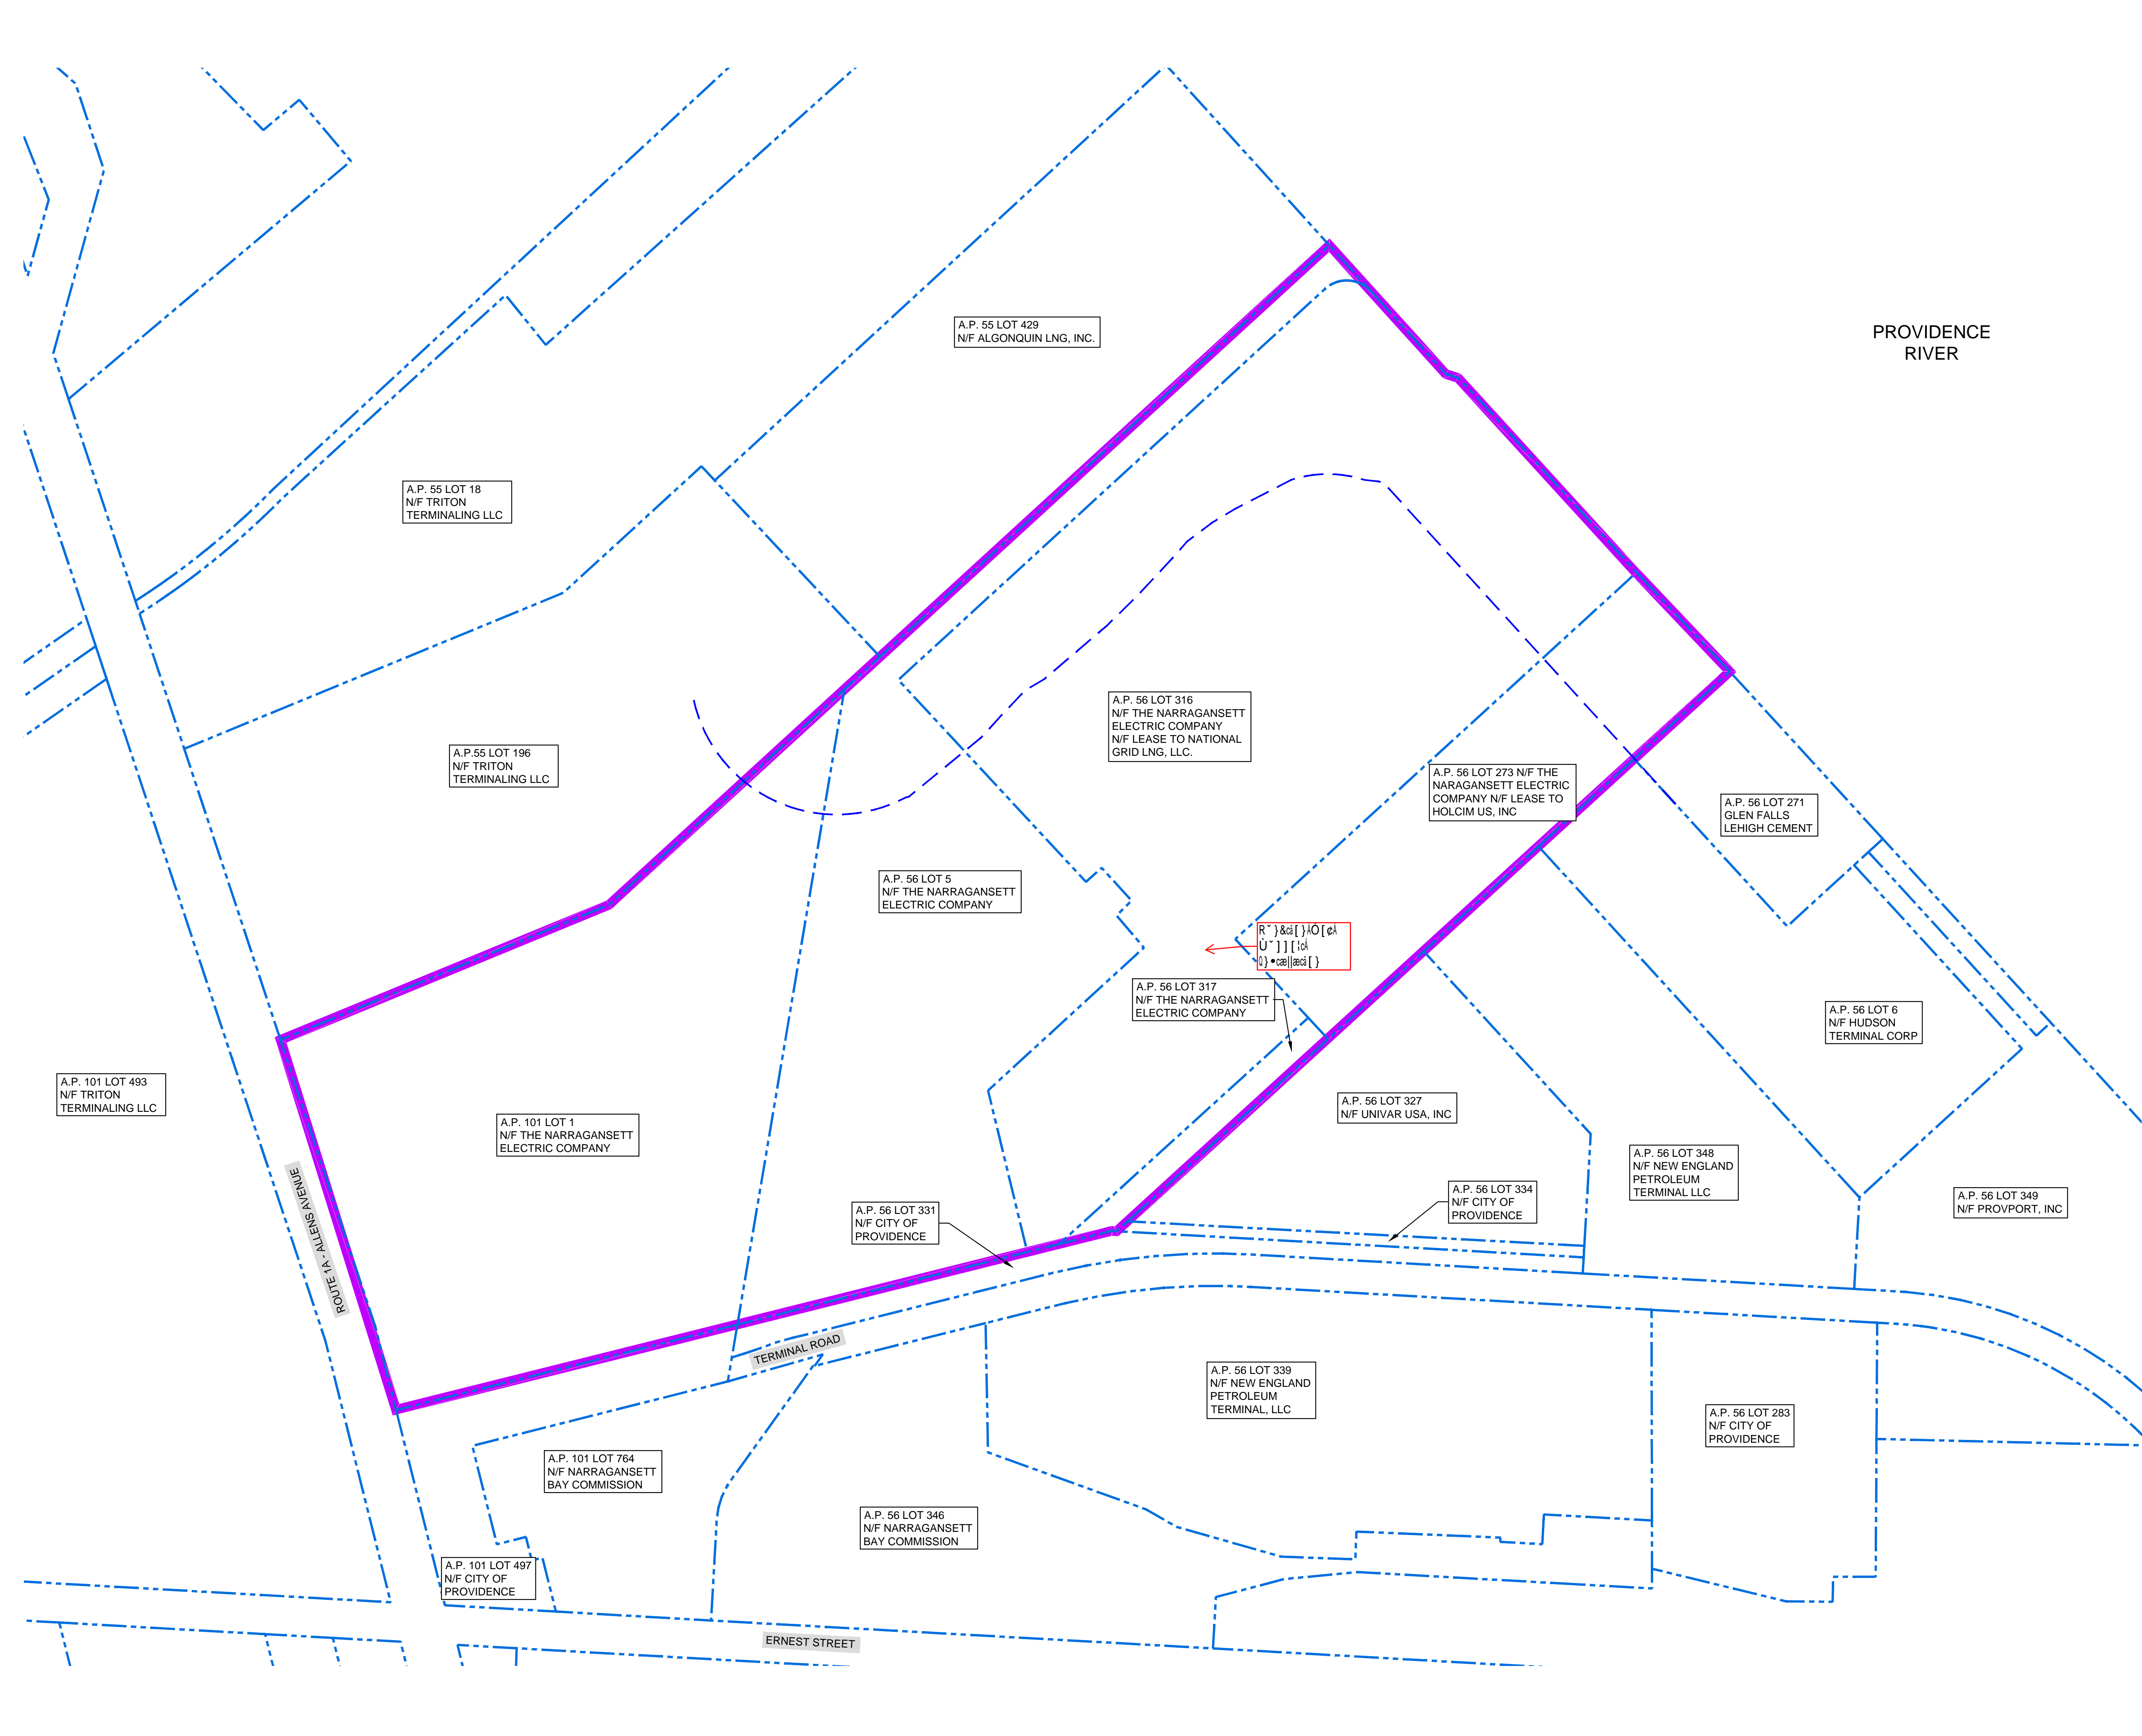 PROVIDENCE
RIVER
A.P. 55 LOT 429
N/F ALGONQUIN LNG, INC.
A.P. 55 LOT 18
N/F TRITON
TERMINALING LLC
A.P.55 LOT 196
N/F TRITON
TERMINALING LLC
A.P. 56 LOT 316
N/F THE NARRAGANSETT
ELECTRIC COMPANY
N/F LEASE TO NATIONAL
GRID LNG, LLC.
A.P. 56 LOT 273 N/F THE
NARAGANSETT ELECTRIC
COMPANY N/F LEASE TO
HOLCIM US, INC
A.P. 56 LOT 271
GLEN FALLS
LEHIGH CEMENT
A.P. 56 LOT 5
N/F THE NARRAGANSETT
ELECTRIC COMPANY
A.P. 56 LOT 317
N/F THE NARRAGANSETT
ELECTRIC COMPANY
A.P. 56 LOT 6
N/F HUDSON
TERMINAL CORP
A.P. 101 LOT 493
N/F TRITON
TERMINALING LLC
A.P. 56 LOT 327
N/F UNIVAR USA, INC
A.P. 101 LOT 1
N/F THE NARRAGANSETT
ELECTRIC COMPANY
A.P. 56 LOT 348
N/F NEW ENGLAND
PETROLEUM
TERMINAL LLC
A.P. 56 LOT 334
N/F CITY OF
PROVIDENCE
A.P. 56 LOT 349
N/F PROVPORT, INC
A.P. 56 LOT 331
N/F CITY OF
PROVIDENCE
ROUTE 1A - ALLENS AVENUE
TERMINAL ROAD
A.P. 56 LOT 339
N/F NEW ENGLAND
PETROLEUM
TERMINAL, LLC
A.P. 56 LOT 283
N/F CITY OF
PROVIDENCE
A.P. 101 LOT 764
N/F NARRAGANSETT
BAY COMMISSION
A.P. 56 LOT 346
N/F NARRAGANSETT
BAY COMMISSION
A.P. 101 LOT 497
N/F CITY OF
PROVIDENCE
ERNEST STREET